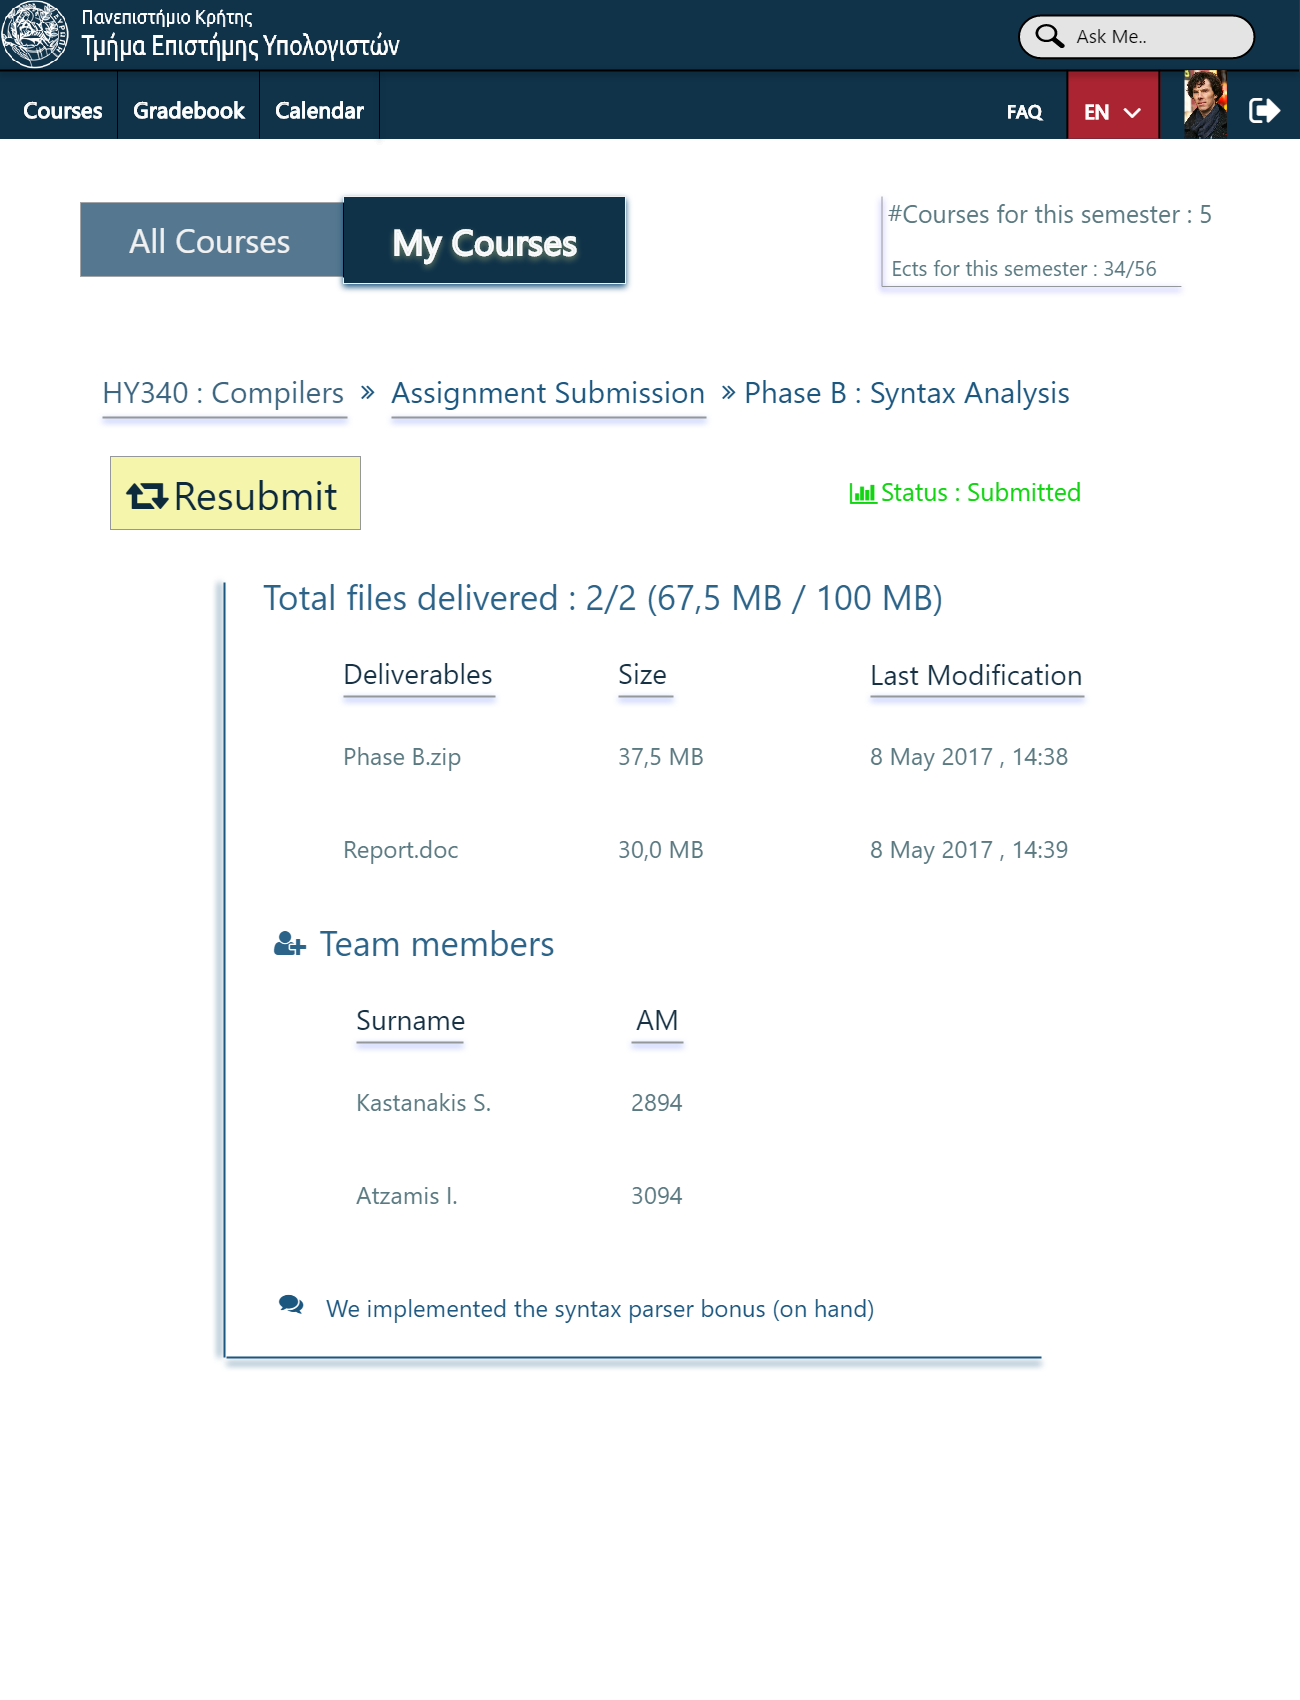 Πανεπιστήμιο Κρήτης
Τμήμα Επιστήμης Υπολογιστών
Ask Me..
Courses Gradebook Calendar FAQ EN
All Courses My Courses
#Courses for this semester : 5
Ects for this semester : 34/56
HY340 : Compilers » Assignment Submission » Phase B : Syntax Analysis
Resubmit
Status : Submitted
Total files delivered : 2/2 (67,5 MB / 100 MB)
Deliverables Size Last Modification
Phase B.zip 37,5 MB 8 May 2017 , 14:38
Report.doc 30,0 MB 8 May 2017 , 14:39
Team members
Surname AM
Kastanakis S. 2894
Atzamis I. 3094
We implemented the syntax parser bonus (on hand)